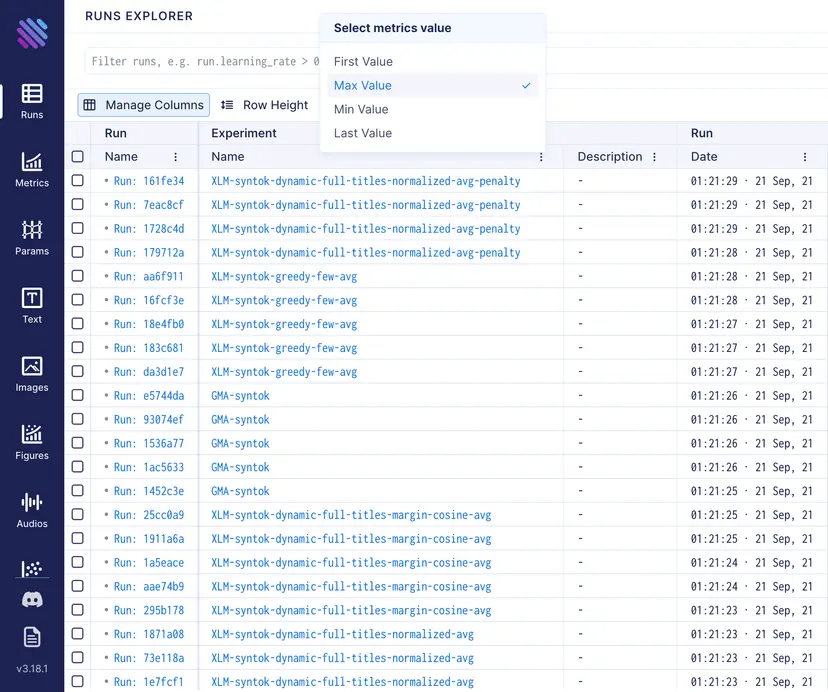 RUNS EXPLORER
Select metrics value
Filter runs, e.g. run.learning_rate > 0
First Value
Max Value
Min Value
Last Value
Manage Columns
Row Height
Run Experiment Run
Name Name Description Date
Run: 161fe34 XLM-syntok-dynamic-full-titles-normalized-avg-penalty - 01:21:29 · 21 Sep, 21
Run: 7eac8cf XLM-syntok-dynamic-full-titles-normalized-avg-penalty - 01:21:29 · 21 Sep, 21
Run: 1728c4d XLM-syntok-dynamic-full-titles-normalized-avg-penalty - 01:21:29 · 21 Sep, 21
Run: 179712a XLM-syntok-dynamic-full-titles-normalized-avg-penalty - 01:21:28 · 21 Sep, 21
Run: aa6f911 XLM-syntok-greedy-few-avg - 01:21:28 · 21 Sep, 21
Run: 16fcf3e XLM-syntok-greedy-few-avg - 01:21:28 · 21 Sep, 21
Run: 18e4fb0 XLM-syntok-greedy-few-avg - 01:21:27 · 21 Sep, 21
Run: 183c681 XLM-syntok-greedy-few-avg - 01:21:27 · 21 Sep, 21
Run: da3d1e7 XLM-syntok-greedy-few-avg - 01:21:27 · 21 Sep, 21
Run: e5744da GMA-syntok - 01:21:26 · 21 Sep, 21
Run: 93074ef GMA-syntok - 01:21:26 · 21 Sep, 21
Run: 1536a77 GMA-syntok - 01:21:26 · 21 Sep, 21
Run: 1ac5633 GMA-syntok - 01:21:26 · 21 Sep, 21
Run: 1452c3e GMA-syntok - 01:21:25 · 21 Sep, 21
Run: 25cc0a9 XLM-syntok-dynamic-full-titles-margin-cosine-avg - 01:21:25 · 21 Sep, 21
Run: 1911a6a XLM-syntok-dynamic-full-titles-margin-cosine-avg - 01:21:25 · 21 Sep, 21
Run: 1a5eace XLM-syntok-dynamic-full-titles-margin-cosine-avg - 01:21:24 · 21 Sep, 21
Run: aae74b9 XLM-syntok-dynamic-full-titles-margin-cosine-avg - 01:21:24 · 21 Sep, 21
Run: 295b178 XLM-syntok-dynamic-full-titles-margin-cosine-avg - 01:21:23 · 21 Sep, 21
Run: 1871a08 XLM-syntok-dynamic-full-titles-normalized-avg - 01:21:23 · 21 Sep, 21
Run: 73e118a XLM-syntok-dynamic-full-titles-normalized-avg - 01:21:23 · 21 Sep, 21
Run: 1e7fcf1 XLM-syntok-dynamic-full-titles-normalized-avg - 01:21:23 · 21 Sep, 21
Runs
Metrics
Params
Text
Images
Figures
Audios
v3.18.1